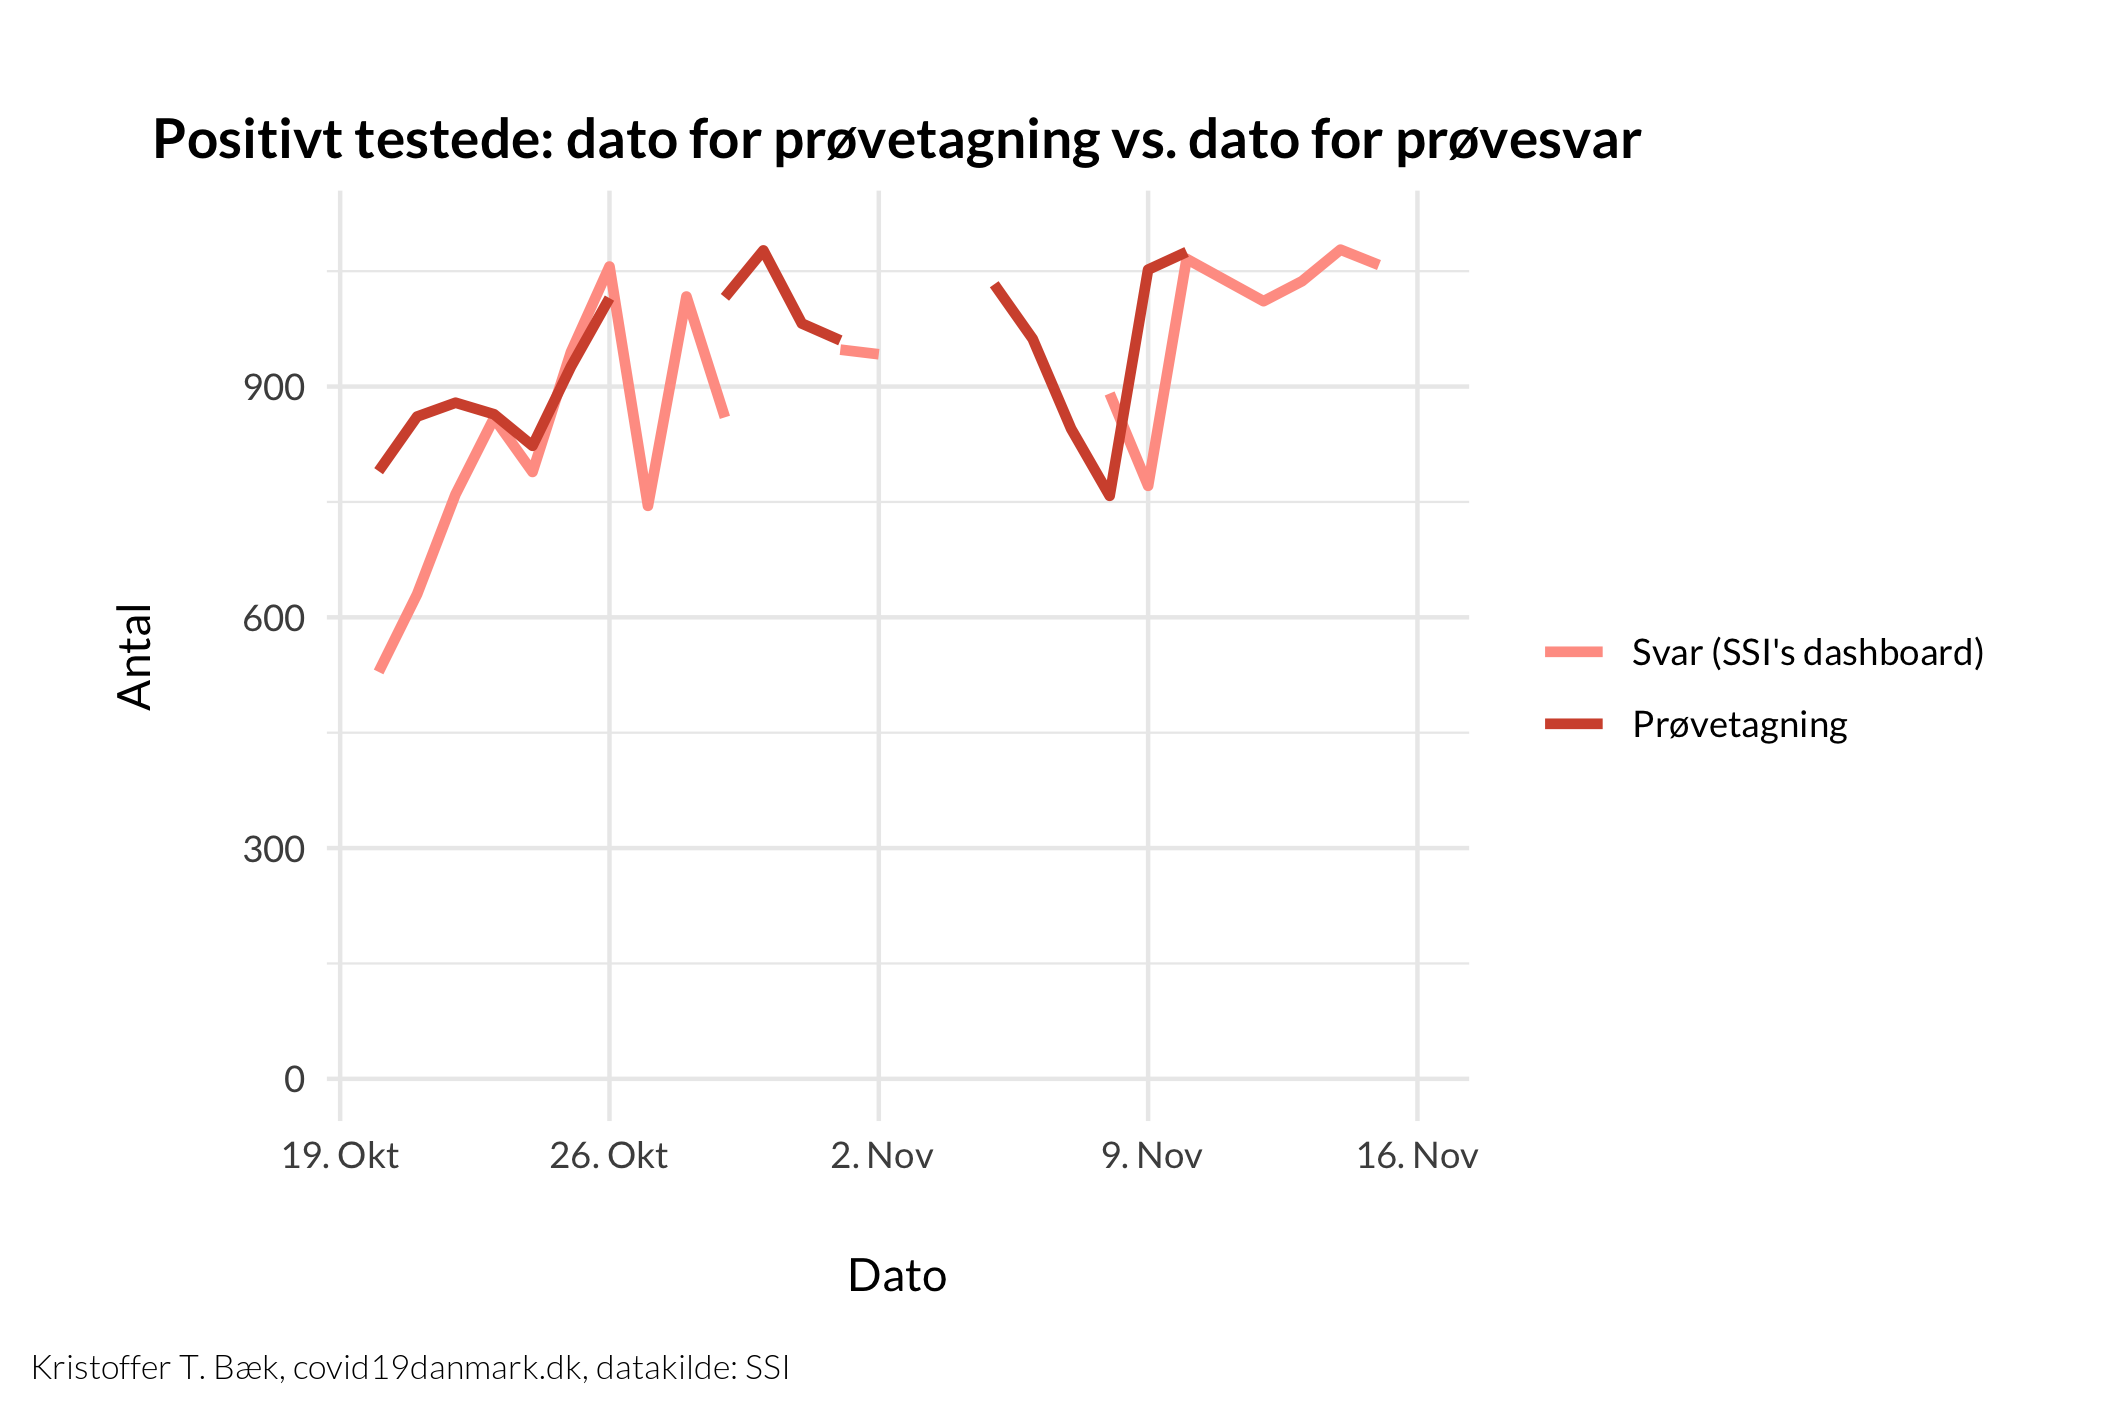 Positivt testede: dato for prøvetagning vs. dato for prøvesvar
Antal
900
600
300
0
19. Okt
26. Okt
2. Nov
9. Nov
16. Nov
Dato
Svar (SSI's dashboard)
Prøvetagning
Kristoffer T. Bæk, covid19danmark.dk, datakilde: SSI